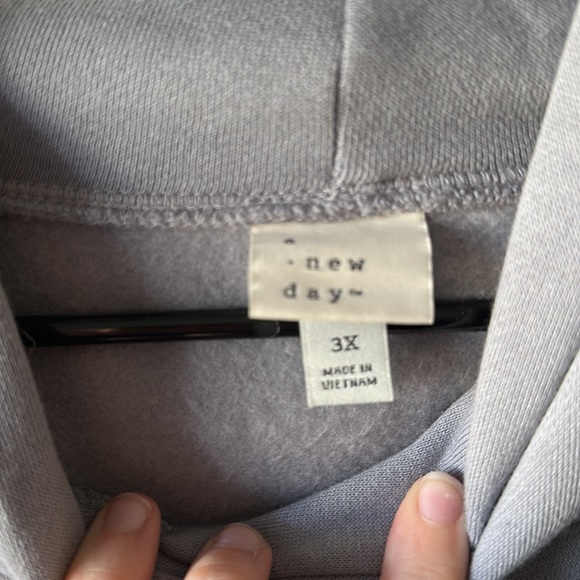 : new
day~
3X
MADE IN
VIETNAM